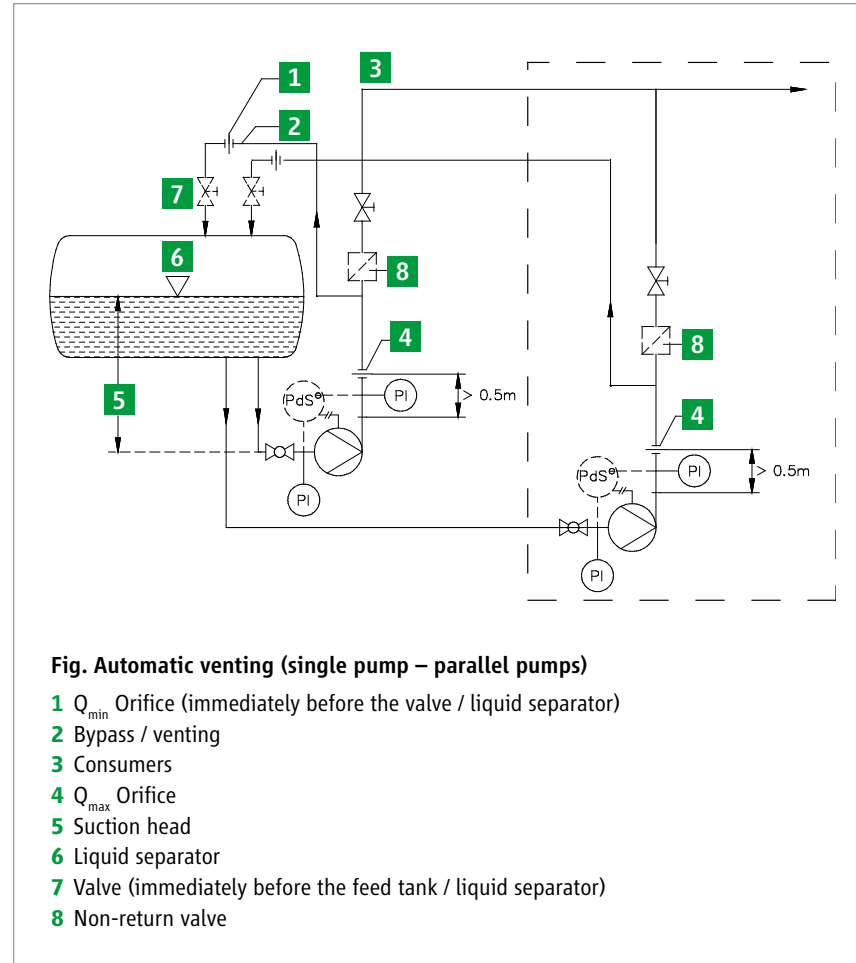 1
3
2
7
6
8
8
4
5
PdS°
PI
> 0.5m
4
PdS°
PI
> 0.5m
PI
PI
Fig. Automatic venting (single pump – parallel pumps)
1 Qmin Orifice (immediately before the valve / liquid separator)
2 Bypass / venting
3 Consumers
4 Qmax Orifice
5 Suction head
6 Liquid separator
7 Valve (immediately before the feed tank / liquid separator)
8 Non-return valve